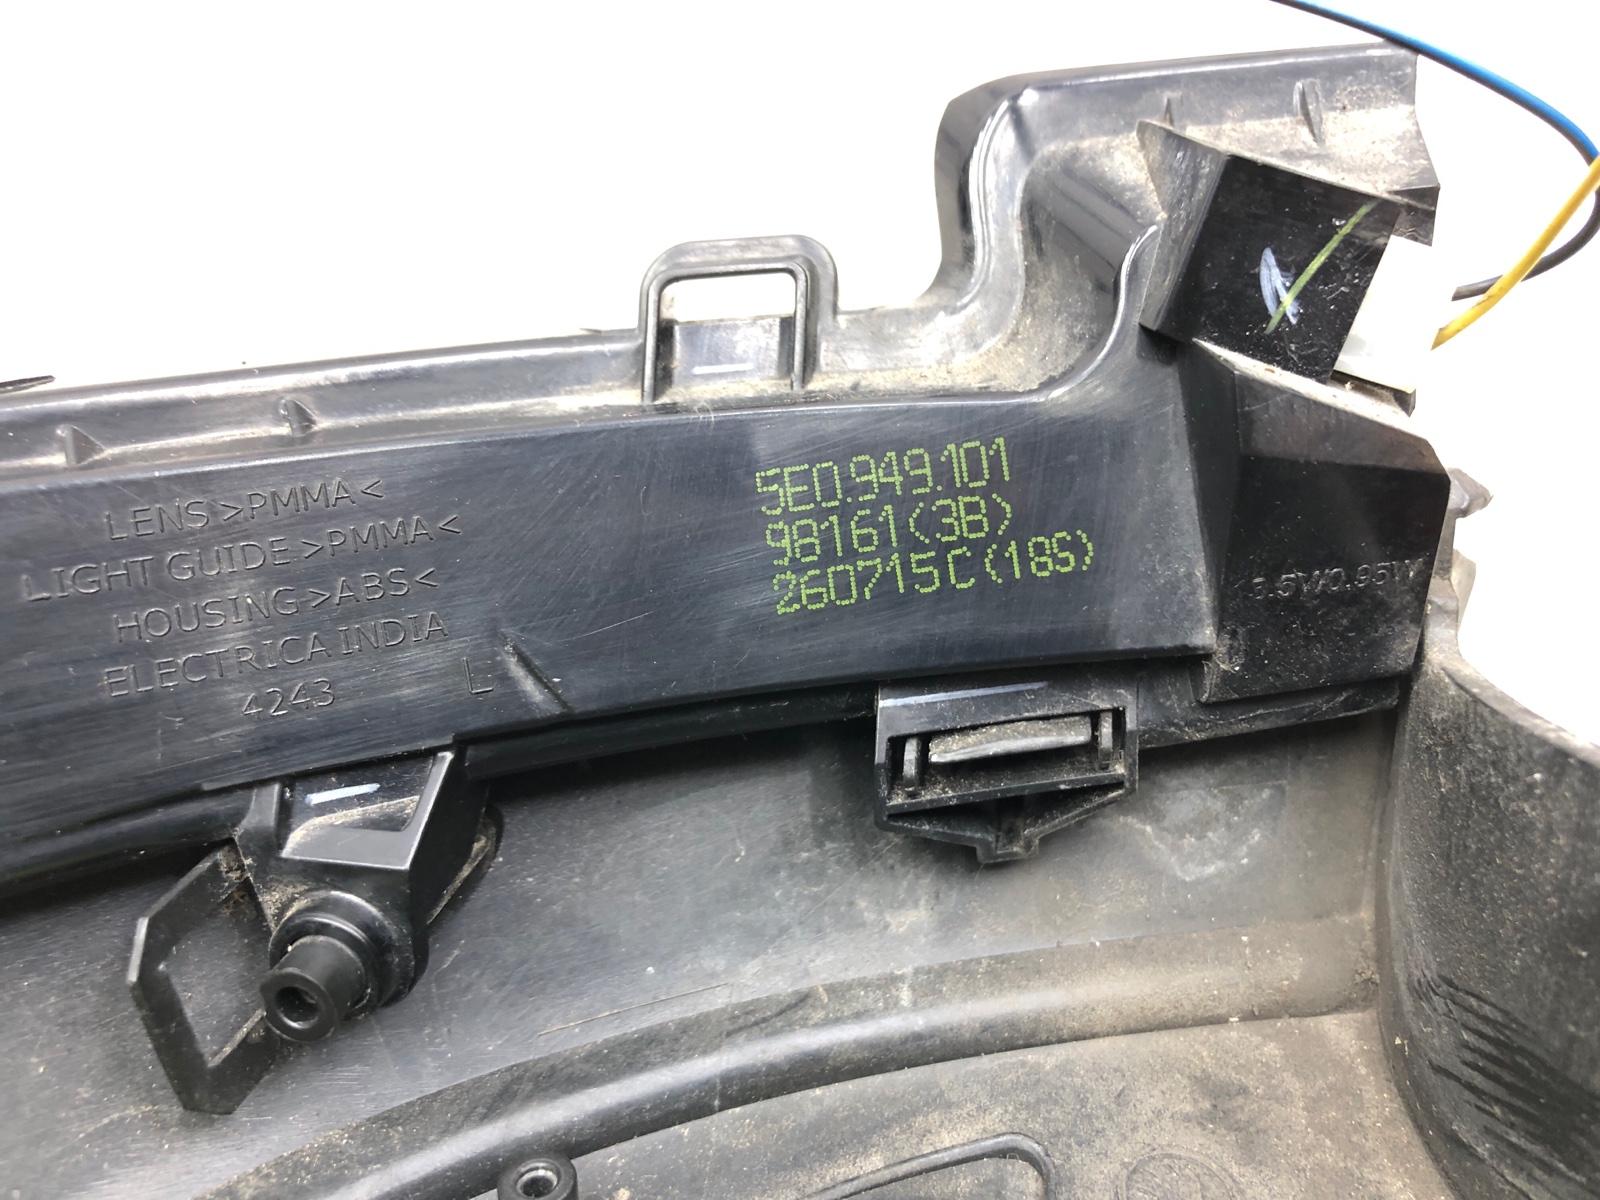 LENS >PMMA<
LIGHT GUIDE >PMMA<
HOUSING >ABS<
ELECTRICA INDIA
4243
L
5E0.949.101
98161(3B)
260715C(18S)